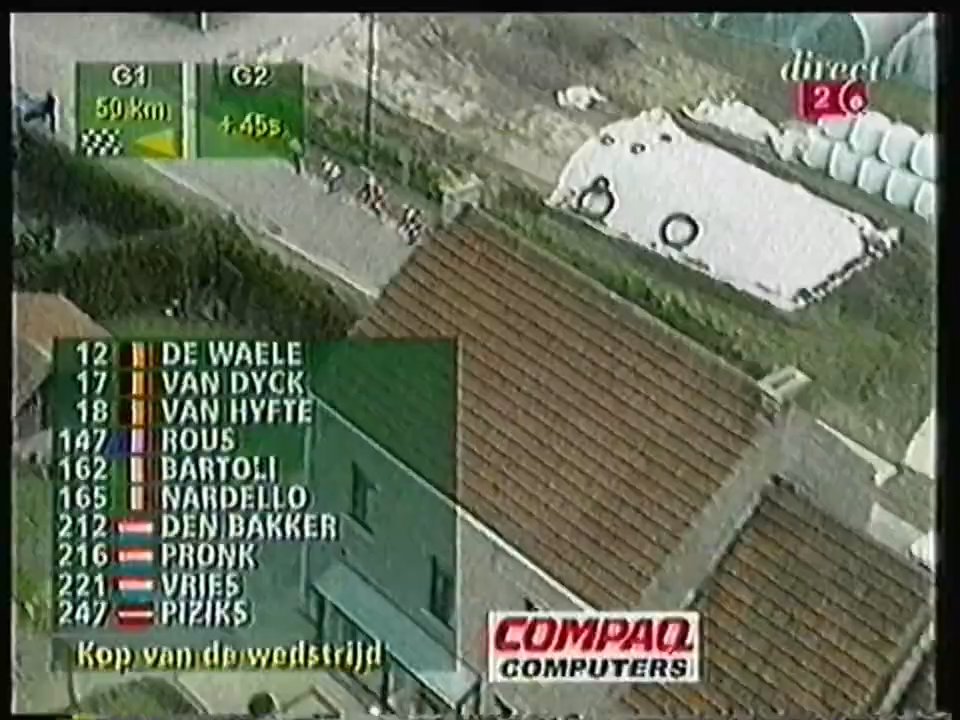 G1 G2
50 km + 45s
direct
2
12 DE WAELE
17 VAN DYCK
18 VAN HYFTE
147 ROUS
162 BARTOLI
165 NARDELLO
212 DEN BAKKER
216 PRONK
221 VRIES
247 PIZIKS
Kop van de wedstrijd
COMPAQ
COMPUTERS